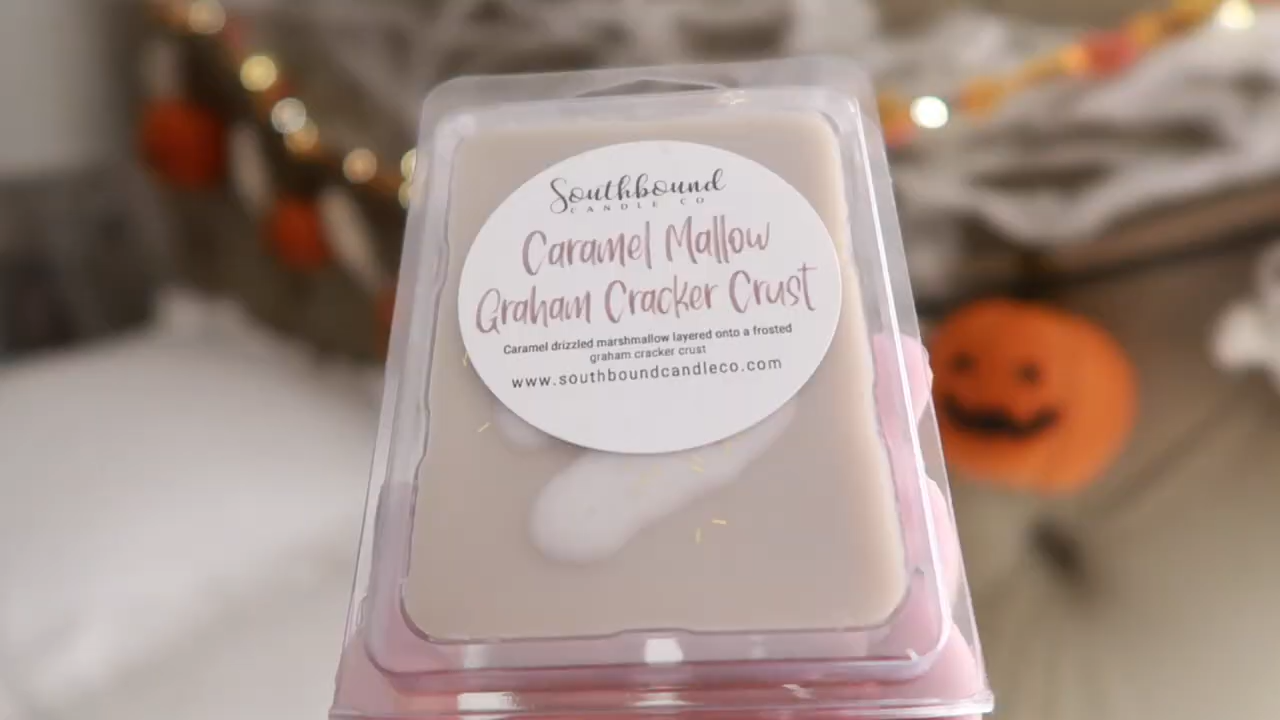 Southbound
CANDLE CO
Caramel Mallow
Graham Cracker Crust
Caramel drizzled marshmallow layered onto a frosted
graham cracker crust
www.southboundcandleco.com